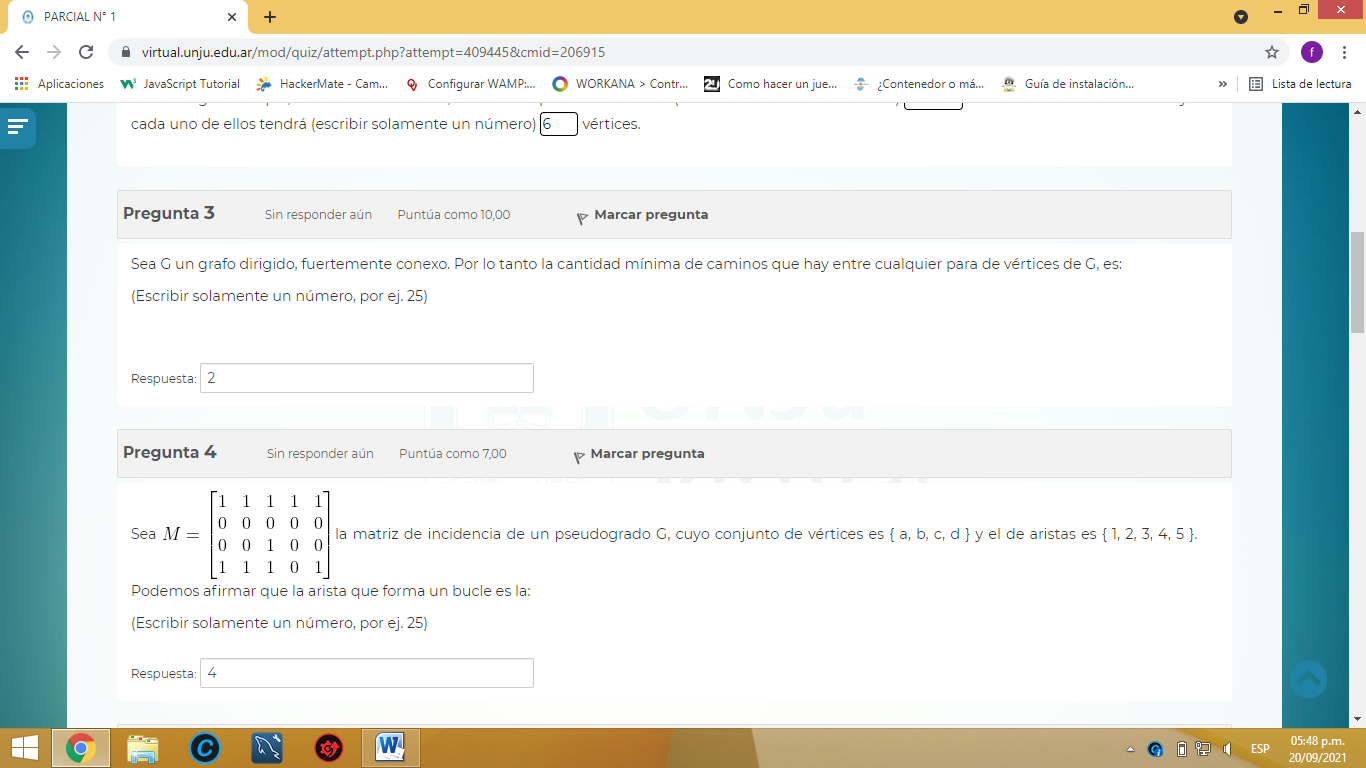 PARCIAL N° 1
virtual.unju.edu.ar/mod/quiz/attempt.php?attempt=409445&cmid=206915
f
Aplicaciones JavaScript Tutorial HackerMate - Cam... Configurar WAMP:... WORKANA > Contr... Como hacer un jue... ¿Contenedor o má... Guía de instalación... » Lista de lectura
cada uno de ellos tendrá (escribir solamente un número) 6 vértices.
Pregunta 3 Sin responder aún Puntúa como 10,00 Marcar pregunta
Sea G un grafo dirigido, fuertemente conexo. Por lo tanto la cantidad mínima de caminos que hay entre cualquier para de vértices de G, es:
(Escribir solamente un número, por ej. 25)
Respuesta: 2
Pregunta 4 Sin responder aún Puntúa como 7,00 Marcar pregunta
1 1 1 1 1
0 0 0 0 0
Sea M = la matriz de incidencia de un pseudogrado G, cuyo conjunto de vértices es { a, b, c, d } y el de aristas es { 1, 2, 3, 4, 5 }.
0 0 1 0 0
1 1 1 0 1
Podemos afirmar que la arista que forma un bucle es la:
(Escribir solamente un número, por ej. 25)
Respuesta: 4
ESP
05:48 p.m.
20/09/2021